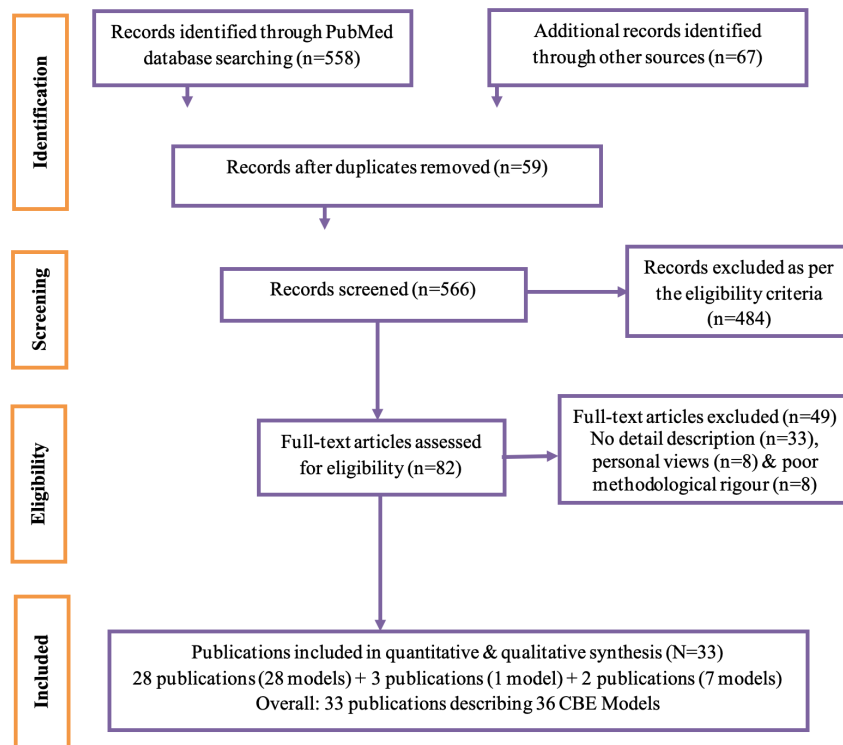 Identification
Records identified through PubMed
database searching (n=558)
Additional records identified
through other sources (n=67)
Records after duplicates removed (n=59)
Screening
Records screened (n=566)
Records excluded as per
the eligibility criteria
(n=484)
Eligibility
Full-text articles assessed
for eligibility (n=82)
Full-text articles excluded (n=49)
No detail description (n=33),
personal views (n=8) & poor
methodological rigour (n=8)
Included
Publications included in quantitative & qualitative synthesis (N=33)
28 publications (28 models) + 3 publications (1 model) + 2 publications (7 models)
Overall: 33 publications describing 36 CBE Models